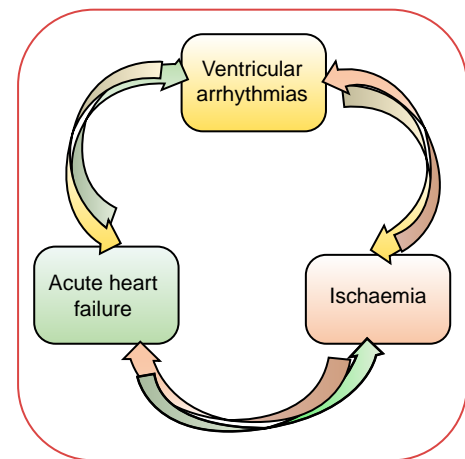 Ventricular
arrhythmias
Acute heart
failure
Ischaemia